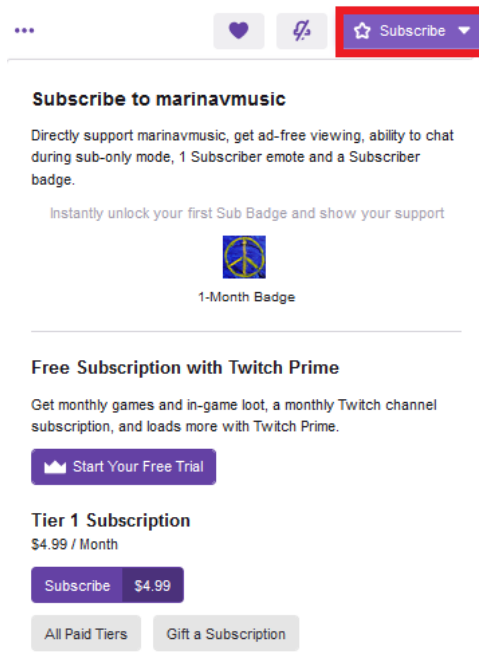 Subscribe
Subscribe to marinavmusic
Directly support marinavmusic, get ad-free viewing, ability to chat
during sub-only mode, 1 Subscriber emote and a Subscriber
badge.
Instantly unlock your first Sub Badge and show your support
1-Month Badge
Free Subscription with Twitch Prime
Get monthly games and in-game loot, a monthly Twitch channel
subscription, and loads more with Twitch Prime.
Start Your Free Trial
Tier 1 Subscription
$4.99 / Month
Subscribe $4.99
All Paid Tiers Gift a Subscription